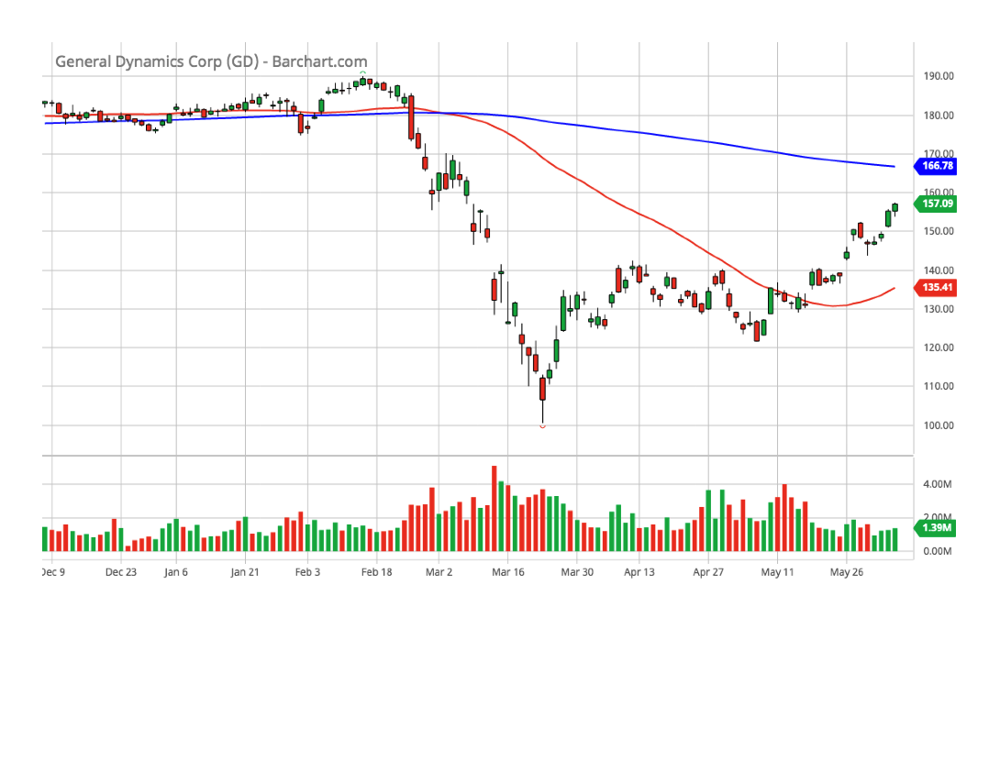 General Dynamics Corp (GD) - Barchart.com
190.00
180.00
170.00
166.78
160.00
157.09
150.00
140.00
135.41
130.00
120.00
110.00
100.00
4.00M
2.00M
1.39M
0.00M
Dec 9 Dec 23 Jan 6 Jan 21 Feb 3 Feb 18 Mar 2 Mar 16 Mar 30 Apr 13 Apr 27 May 11 May 26